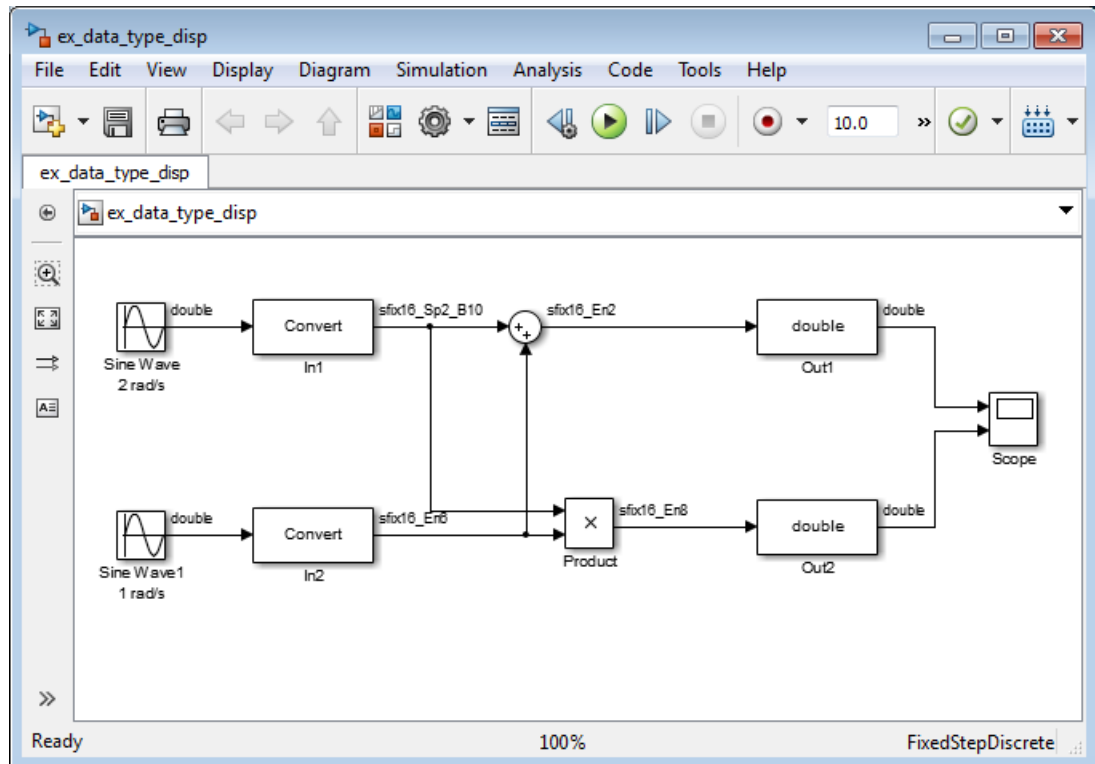 ex_data_type_disp
File Edit View Display Diagram Simulation Analysis Code Tools Help
10.0 »
ex_data_type_disp
ex_data_type_disp
double
Convert
sfix16_Sp2_B10
sfix16_En2
double
double
Sine Wave
2 rad/s
In1
Out1
Scope
double
Convert
sfix16_En6
sfix16_En8
double
double
Sine Wave1
1 rad/s
In2
Product
Out2
Ready 100% FixedStepDiscrete